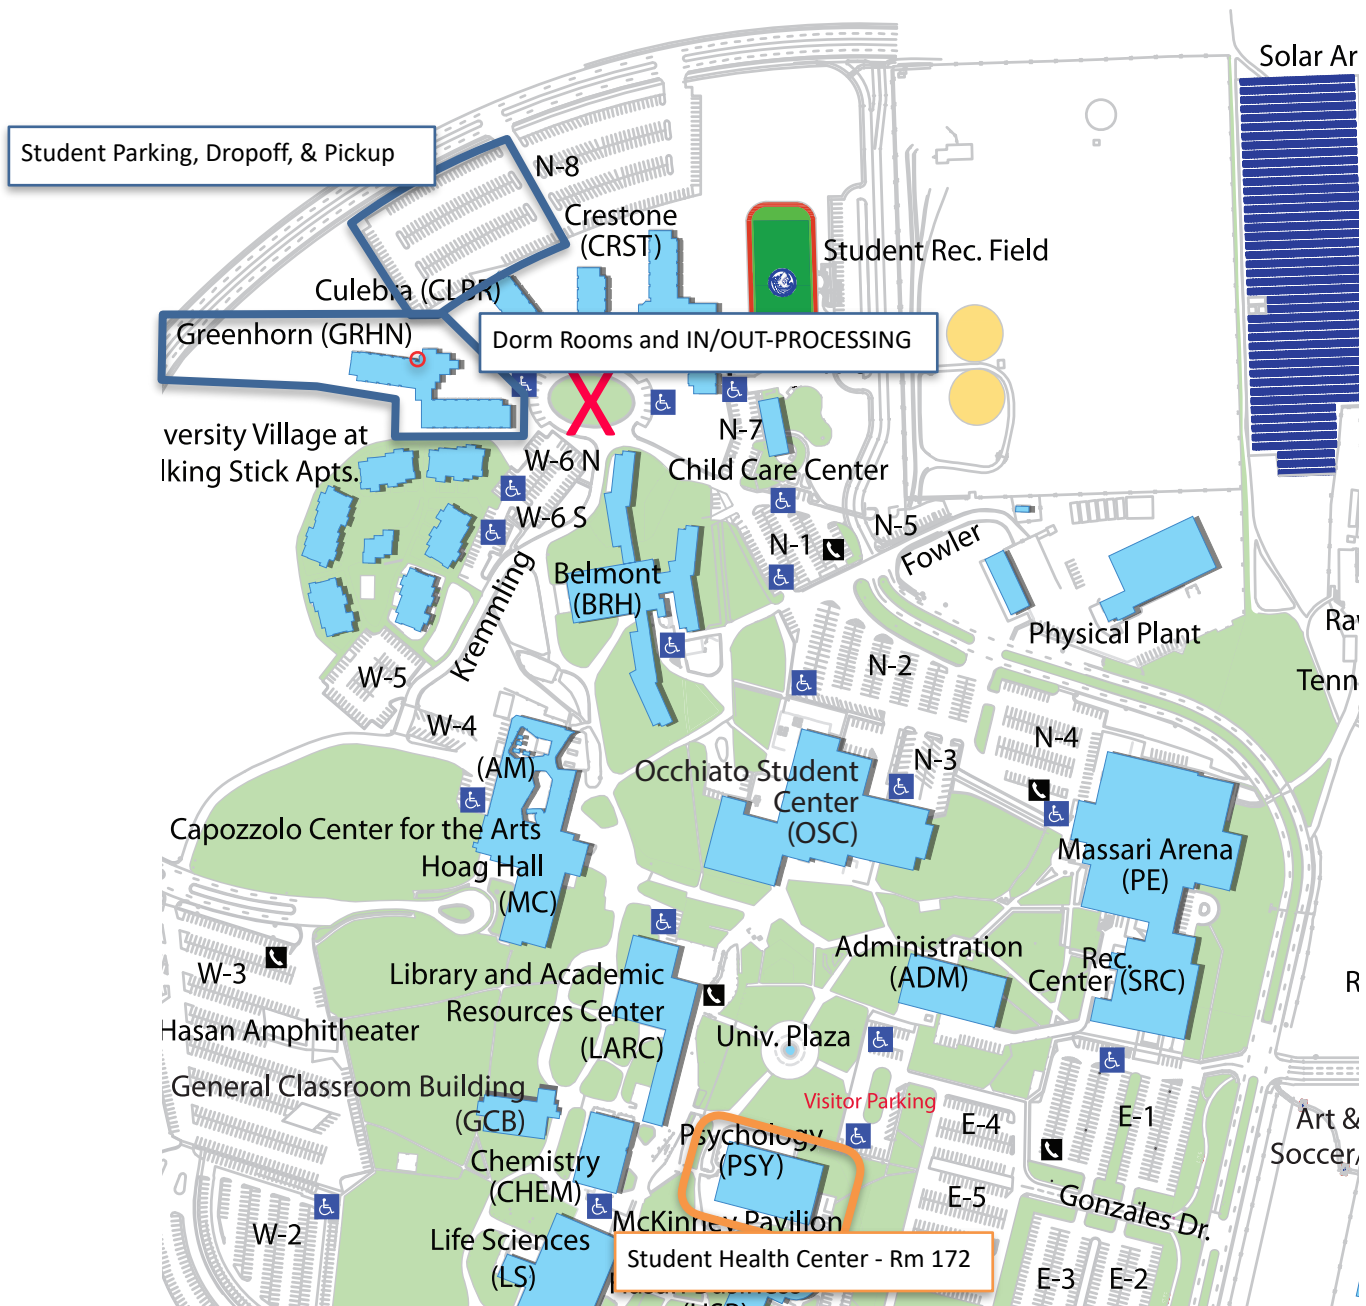 Solar Ar
Student Parking, Dropoff, & Pickup
N-8
Crestone
(CRST)
Student Rec. Field
Culebra (CLBR)
Greenhorn (GRHN)
Dorm Rooms and IN/OUT-PROCESSING
X
N-7
versity Village at
lking Stick Apts.
W-6 N
Child Care Center
W-6 S
N-5
N-1
Fowler
Belmont
(BRH)
Kremmling
Physical Plant
Ra
N-2
W-5
Tenn
W-4
N-4
N-3
(AM)
Occhiato Student
Center
(OSC)
Capozzolo Center for the Arts
Hoag Hall
(MC)
Massari Arena
(PE)
Administration
(ADM)
Rec.
Center (SRC)
W-3
Library and Academic
Resources Center
(LARC)
R
Hasan Amphitheater
Univ. Plaza
General Classroom Building
(GCB)
Visitor Parking
E-4
E-1
Art &
Soccer/
Psychology
(PSY)
Chemistry
(CHEM)
E-5
Gonzales Dr.
McKinney Pavilion
W-2
Life Sciences
(LS)
Student Health Center - Rm 172
E-3
E-2